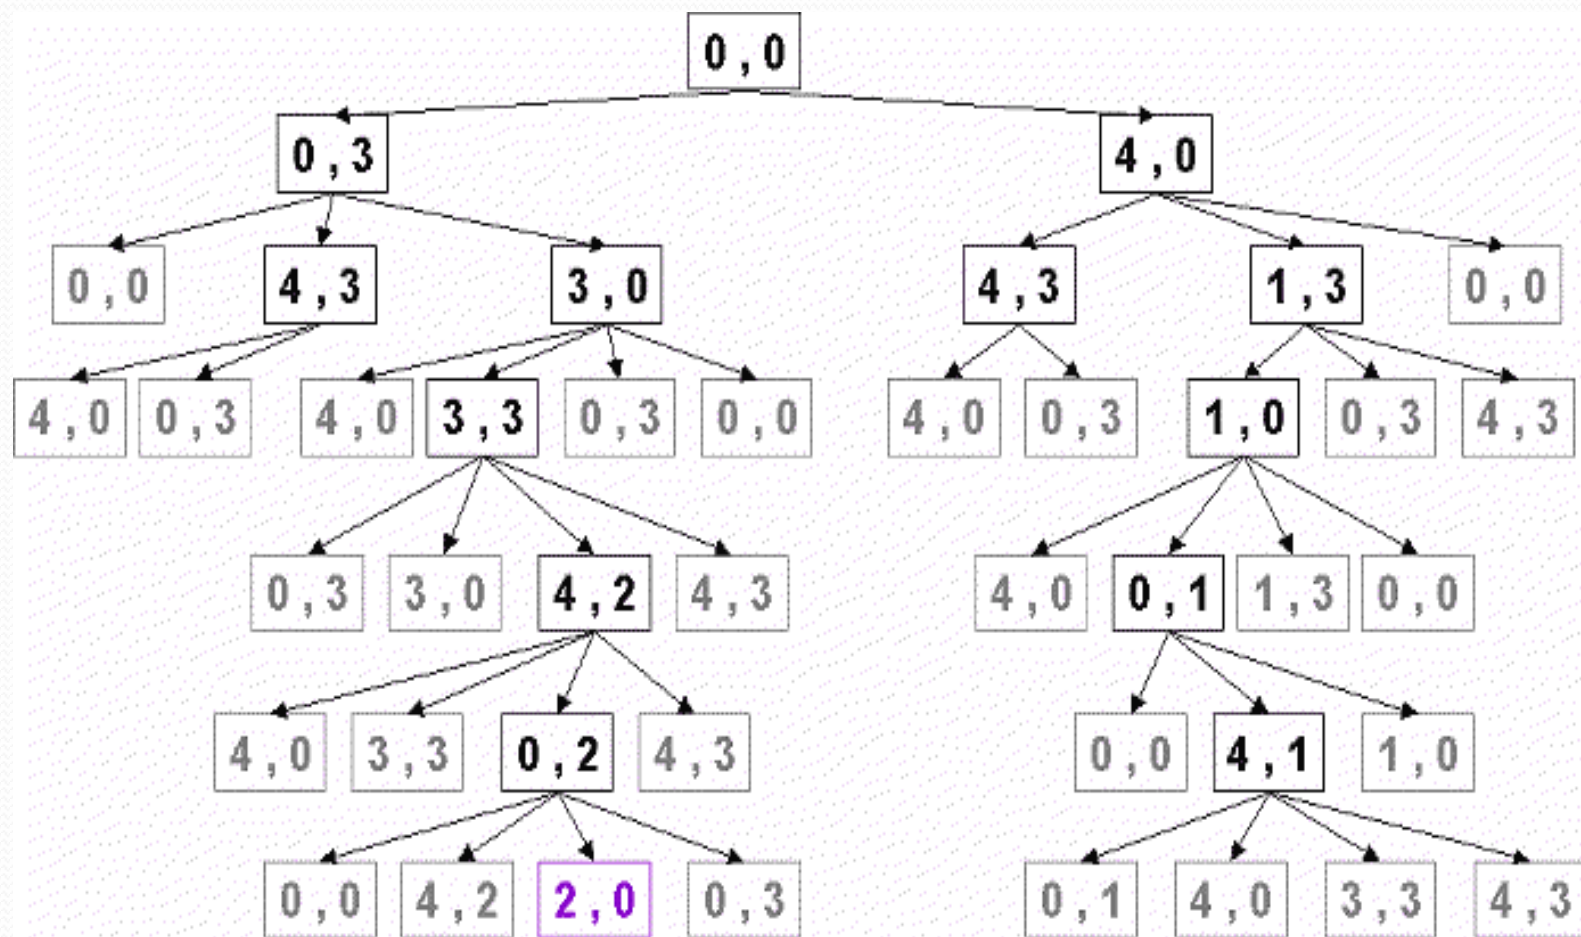 0 , 0
0 , 3 4 , 0
0 , 0 4 , 3 3 , 0 4 , 3 1 , 3 0 , 0
4 , 0 0 , 3 4 , 0 3 , 3 0 , 3 0 , 0 4 , 0 0 , 3 1 , 0 0 , 3 4 , 3
0 , 3 3 , 0 4 , 2 4 , 3 4 , 0 0 , 1 1 , 3 0 , 0
4 , 0 3 , 3 0 , 2 4 , 3 0 , 0 4 , 1 1 , 0
0 , 0 4 , 2 2 , 0 0 , 3 0 , 1 4 , 0 3 , 3 4 , 3